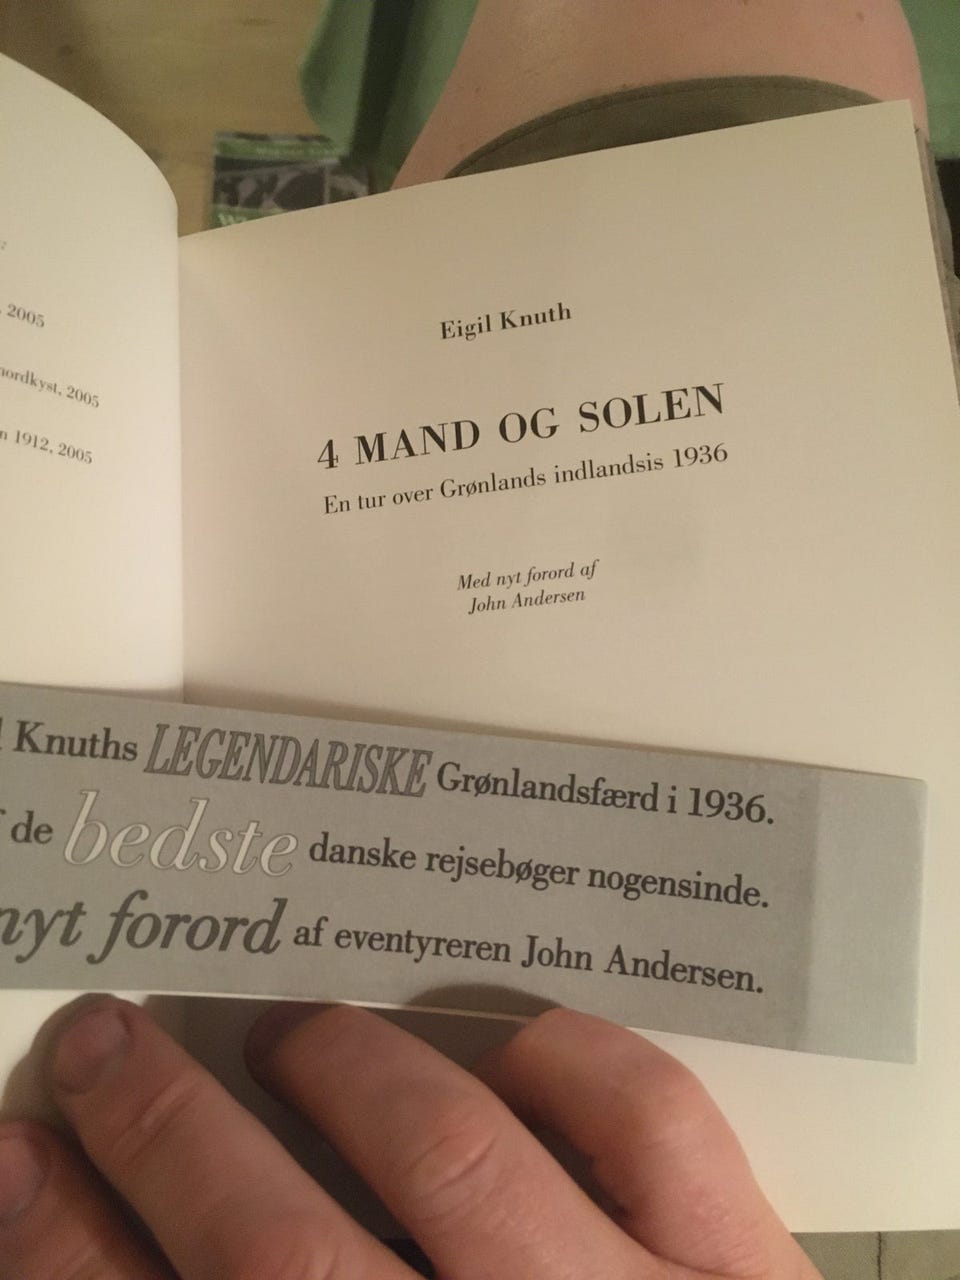 , 2005
nordkyst, 2005
n 1912, 2005
Eigil Knuth
4 MAND OG SOLEN
En tur over Grønlands indlandsis 1936
Med nyt forord af
John Andersen
Knuths LEGENDARISKE Grønlandsfærd i 1936.
de bedste danske rejsebøger nogensinde.
nyt forord af eventyreren John Andersen.